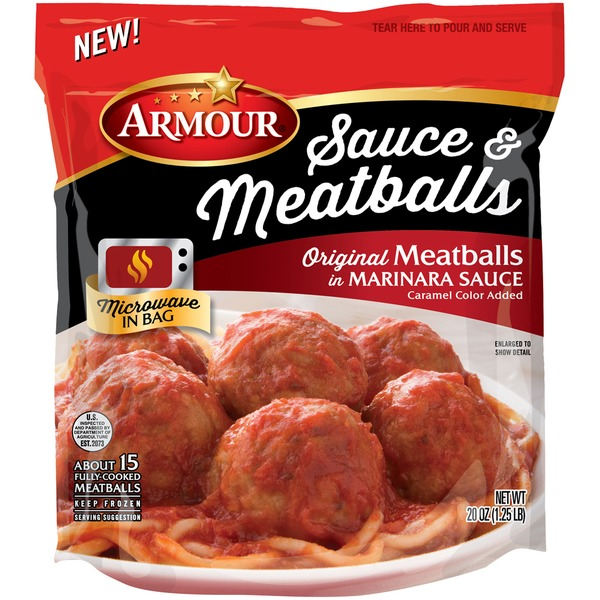 NEW!
TEAR HERE TO POUR AND SERVE
ARMOUR
Sauce &
Meatballs
Original Meatballs
in MARINARA SAUCE
Caramel Color Added
Microwave
IN BAG
ENLARGED TO
SHOW DETAIL
U.S.
INSPECTED
AND PASSED BY
DEPARTMENT OF
AGRICULTURE
EST. 2073
ABOUT 15
FULLY-COOKED
MEATBALLS
KEEP FROZEN
SERVING SUGGESTION
NET WT
20 OZ (1.25 LB)